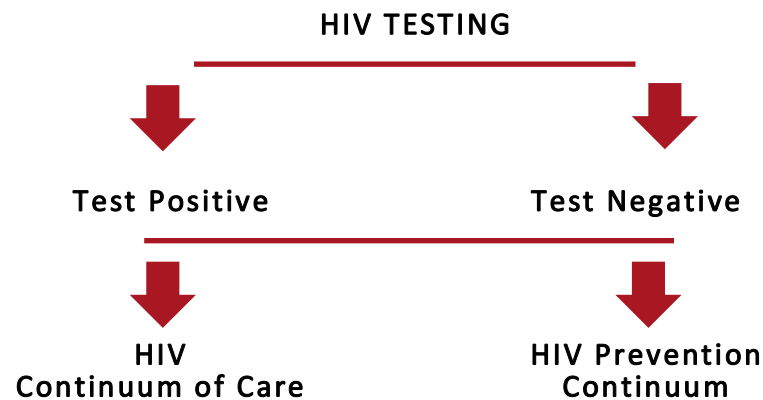 HIV TESTING
Test Positive
Test Negative
HIV
Continuum of Care
HIV Prevention
Continuum